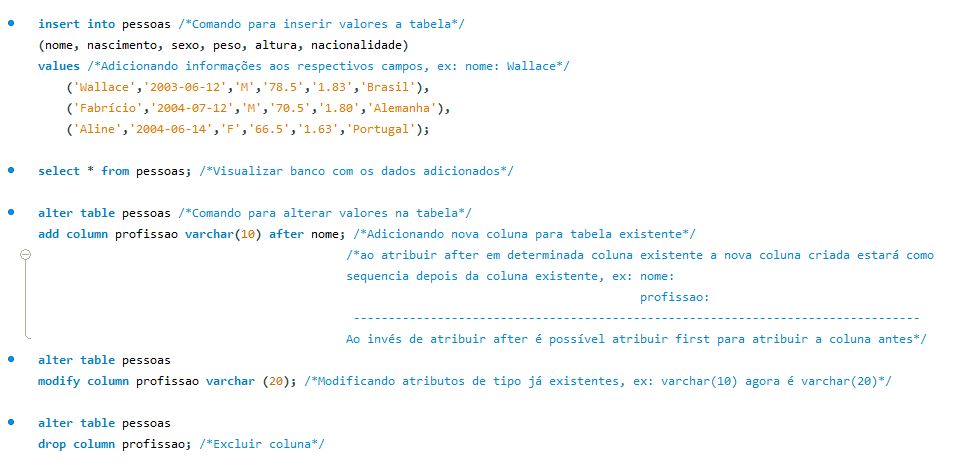 insert into pessoas /*Comando para inserir valores a tabela*/
(nome, nascimento, sexo, peso, altura, nacionalidade)
values /*Adicionando informações aos respectivos campos, ex: nome: Wallace*/
('Wallace','2003-06-12','M','78.5','1.83','Brasil'),
('Fabrício','2004-07-12','M','70.5','1.80','Alemanha'),
('Aline','2004-06-14','F','66.5','1.63','Portugal');
select * from pessoas; /*Visualizar banco com os dados adicionados*/
alter table pessoas /*Comando para alterar valores na tabela*/
add column profissao varchar(10) after nome; /*Adicionando nova coluna para tabela existente*/
/*ao atribuir after em determinada coluna existente a nova coluna criada estará como
sequencia depois da coluna existente, ex: nome:
profissao:
---------------------------------------------------------------------------------
Ao invés de atribuir after é possível atribuir first para atribuir a coluna antes*/
alter table pessoas
modify column profissao varchar (20); /*Modificando atributos de tipo já existentes, ex: varchar(10) agora é varchar(20)*/
alter table pessoas
drop column profissao; /*Excluir coluna*/